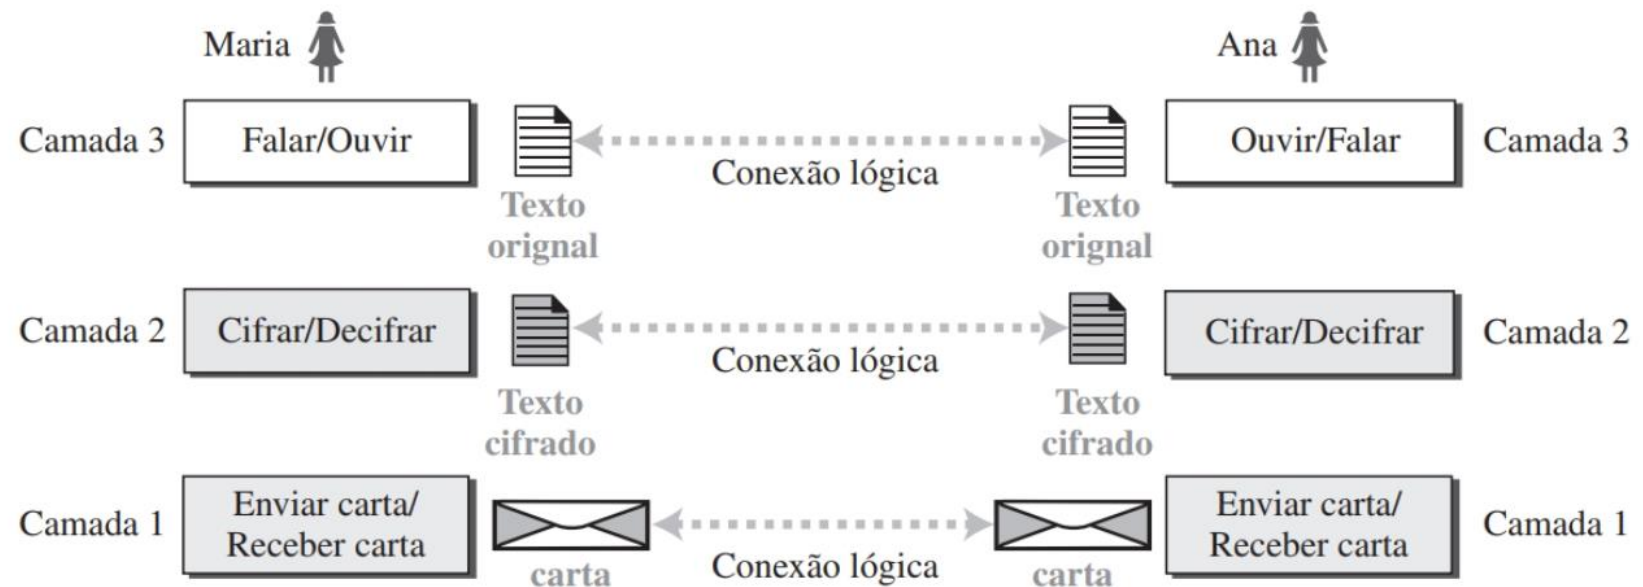 Maria
Ana
Camada 3
Falar/Ouvir
Ouvir/Falar
Camada 3
Conexão lógica
Texto
orignal
Texto
orignal
Camada 2
Cifrar/Decifrar
Cifrar/Decifrar
Camada 2
Conexão lógica
Texto
cifrado
Texto
cifrado
Camada 1
Enviar carta/
Receber carta
Enviar carta/
Receber carta
Camada 1
carta
Conexão lógica
carta